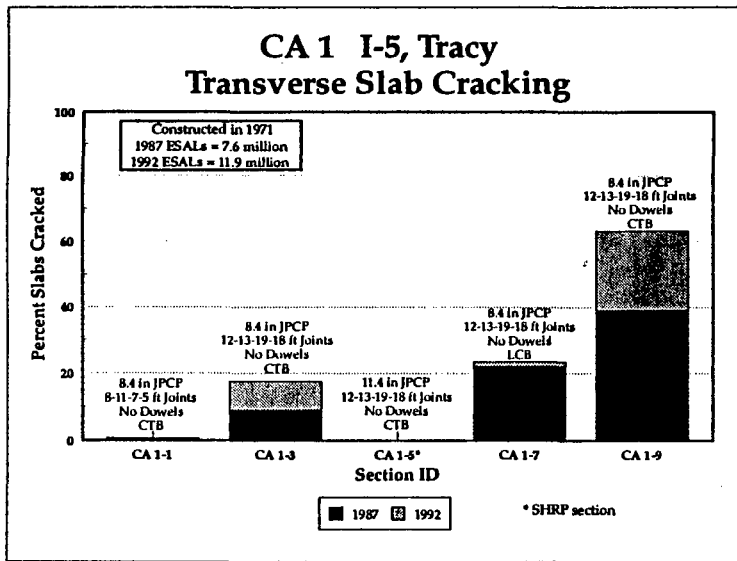 CA 1 I-5, Tracy
Transverse Slab Cracking
Constructed in 1971
1987 ESALs = 7.6 million
1992 ESALs = 11.9 million
Percent Slabs Cracked
100
80
60
40
20
0
8.4 in JPCP
8-11-7-5 ft Joints
No Dowels
CTB
8.4 in JPCP
12-13-19-18 ft Joints
No Dowels
CTB
11.4 in JPCP
12-13-19-18 ft Joints
No Dowels
CTB
8.4 in JPCP
12-13-19-18 ft Joints
No Dowels
LCB
8.4 in JPCP
12-13-19-18 ft Joints
No Dowels
CTB
CA 1-1
CA 1-3
CA 1-5*
CA 1-7
CA 1-9
Section ID
1987
1992
* SHRP section